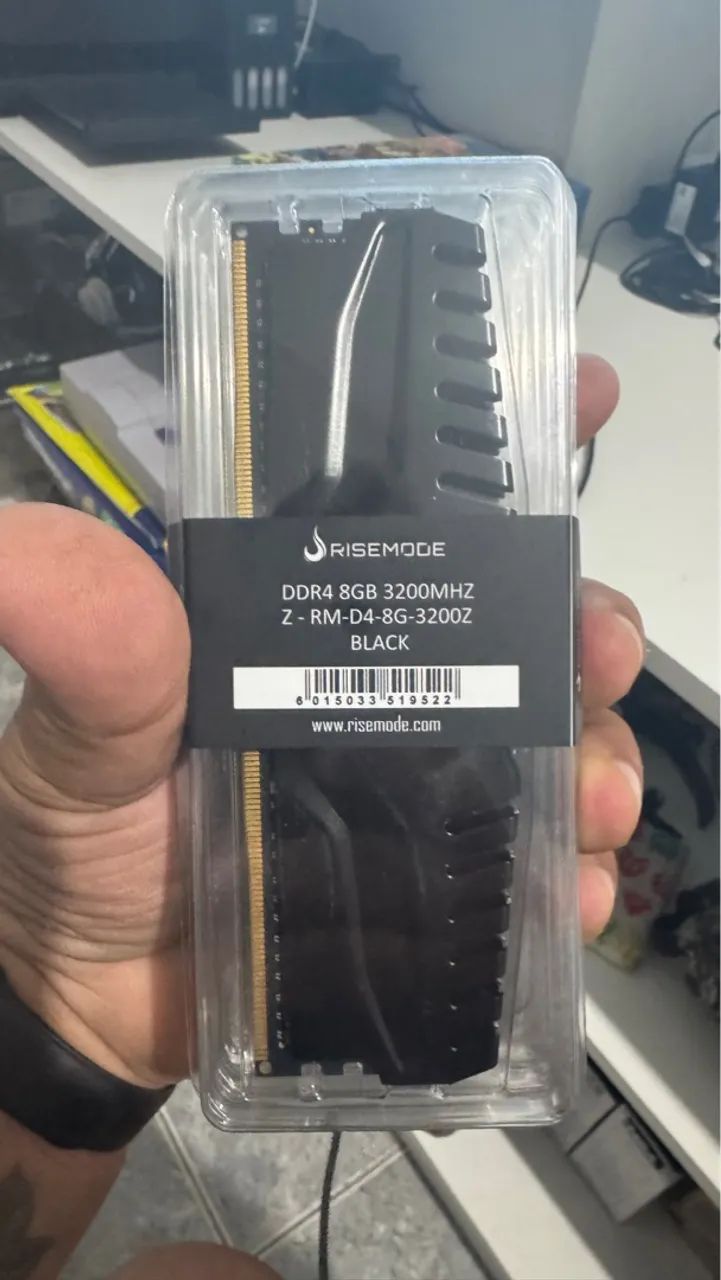 RISEMODE
DDR4 8GB 3200MHZ
Z - RM-D4-8G-3200Z
BLACK
6 015033 519522
www.risemode.com